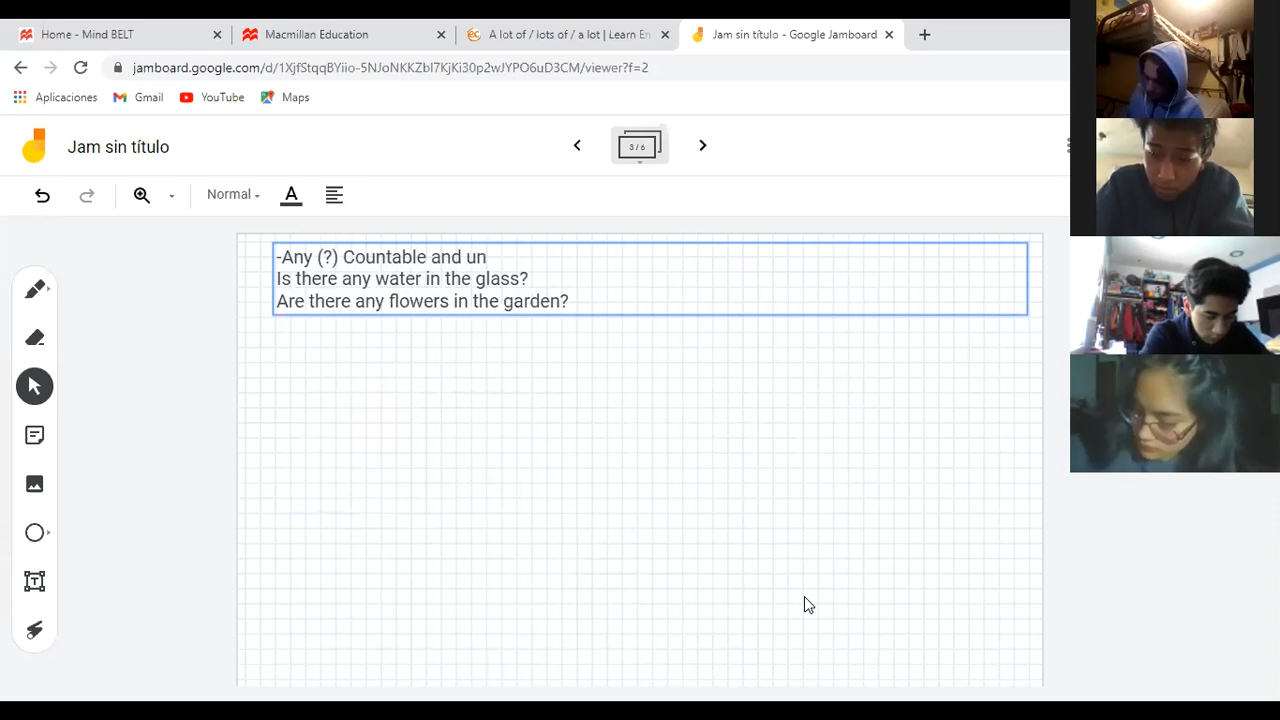 Home - Mind BELT
Macmillan Education
A lot of / lots of / a lot | Learn En
Jam sin título - Google Jamboard
jamboard.google.com/d/1XjfStqqBYiio-5NJoNKKZbl7KjKi30p2wJYPO6uD3CM/viewer?f=2
Aplicaciones
Gmail
YouTube
Maps
Jam sin título
3 / 6
Normal
A
-Any (?) Countable and un
Is there any water in the glass?
Are there any flowers in the garden?